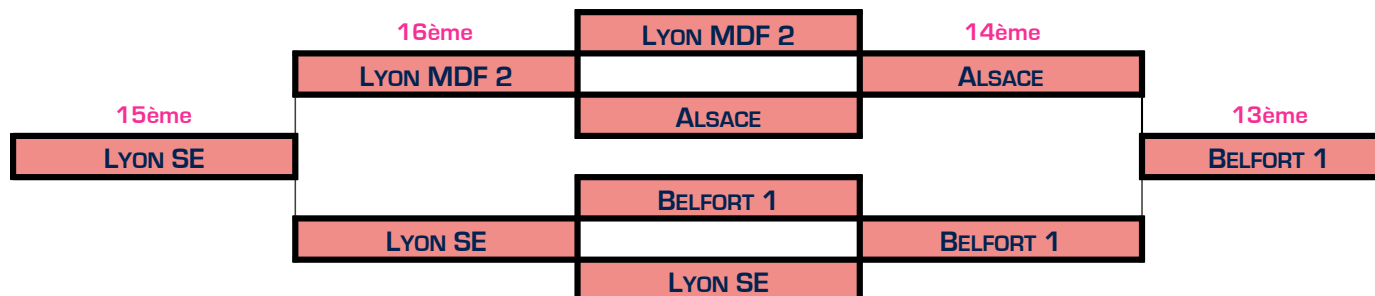 LYON MDF 2
16ème
14ème
LYON MDF 2
ALSACE
15ème
ALSACE
13ème
LYON SE
BELFORT 1
BELFORT 1
LYON SE
BELFORT 1
LYON SE